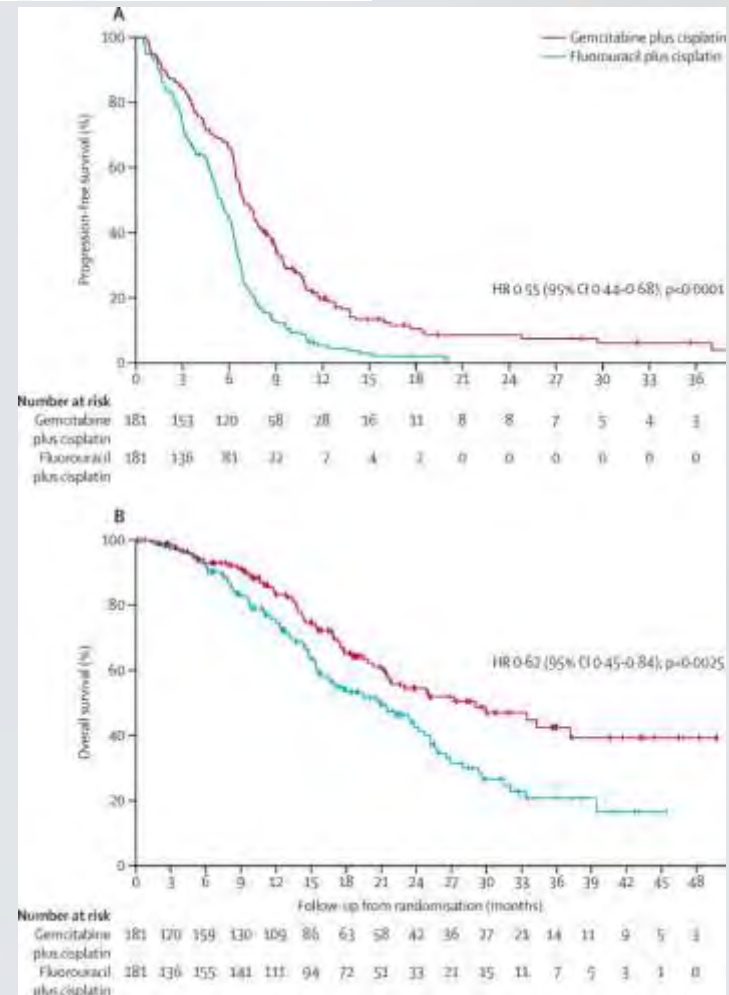 A
Gemcitabine plus cisplatin
Fluorouracil plus cisplatin
Progression-free survival (%)
100
80
60
40
20
0
HR 0·55 (95% CI 0·44–0·68); p<0·0001
0 3 6 9 12 15 18 21 24 27 30 33 36
Number at risk
Gemcitabine plus cisplatin 181 153 120 58 28 16 11 8 8 7 5 4 3
Fluorouracil plus cisplatin 181 136 81 22 7 4 2 0 0 0 0 0 0
B
Overall survival (%)
100
80
60
40
20
0
HR 0·62 (95% CI 0·45–0·84); p<0·0025
0 3 6 9 12 15 18 21 24 27 30 33 36 39 42 45 48
Follow-up from randomisation (months)
Number at risk
Gemcitabine plus cisplatin 181 170 159 130 109 86 63 58 42 36 27 21 14 11 9 5 3
Fluorouracil plus cisplatin 181 136 155 141 111 94 72 51 33 21 15 11 7 5 3 1 0